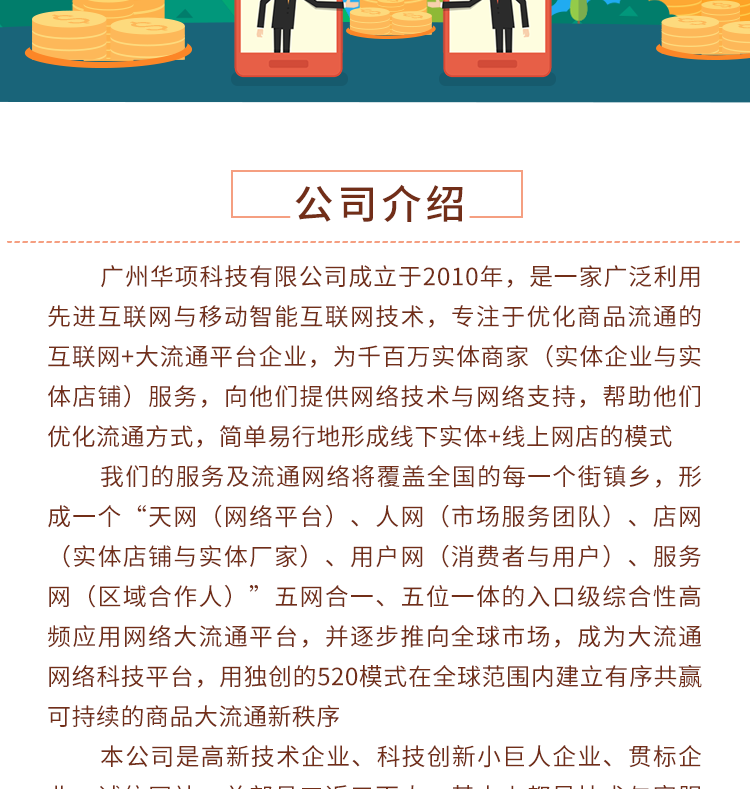 公司介绍
广州华项科技有限公司成立于2010年，是一家广泛利用
先进互联网与移动智能互联网技术，专注于优化商品流通的
互联网+大流通平台企业，为千百万实体商家（实体企业与实
体店铺）服务，向他们提供网络技术与网络支持，帮助他们
优化流通方式，简单易行地形成线下实体+线上网店的模式
我们的服务及流通网络将覆盖全国的每一个街镇乡，形
成一个“天网（网络平台）、人网（市场服务团队）、店网
（实体店铺与实体厂家）、用户网（消费者与用户）、服务
网（区域合作人）”五网合一、五位一体的入口级综合性高
频应用网络大流通平台，并逐步推向全球市场，成为大流通
网络科技平台，用独创的520模式在全球范围内建立有序共赢
可持续的商品大流通新秩序
本公司是高新技术企业、科技创新小巨人企业、贯标企